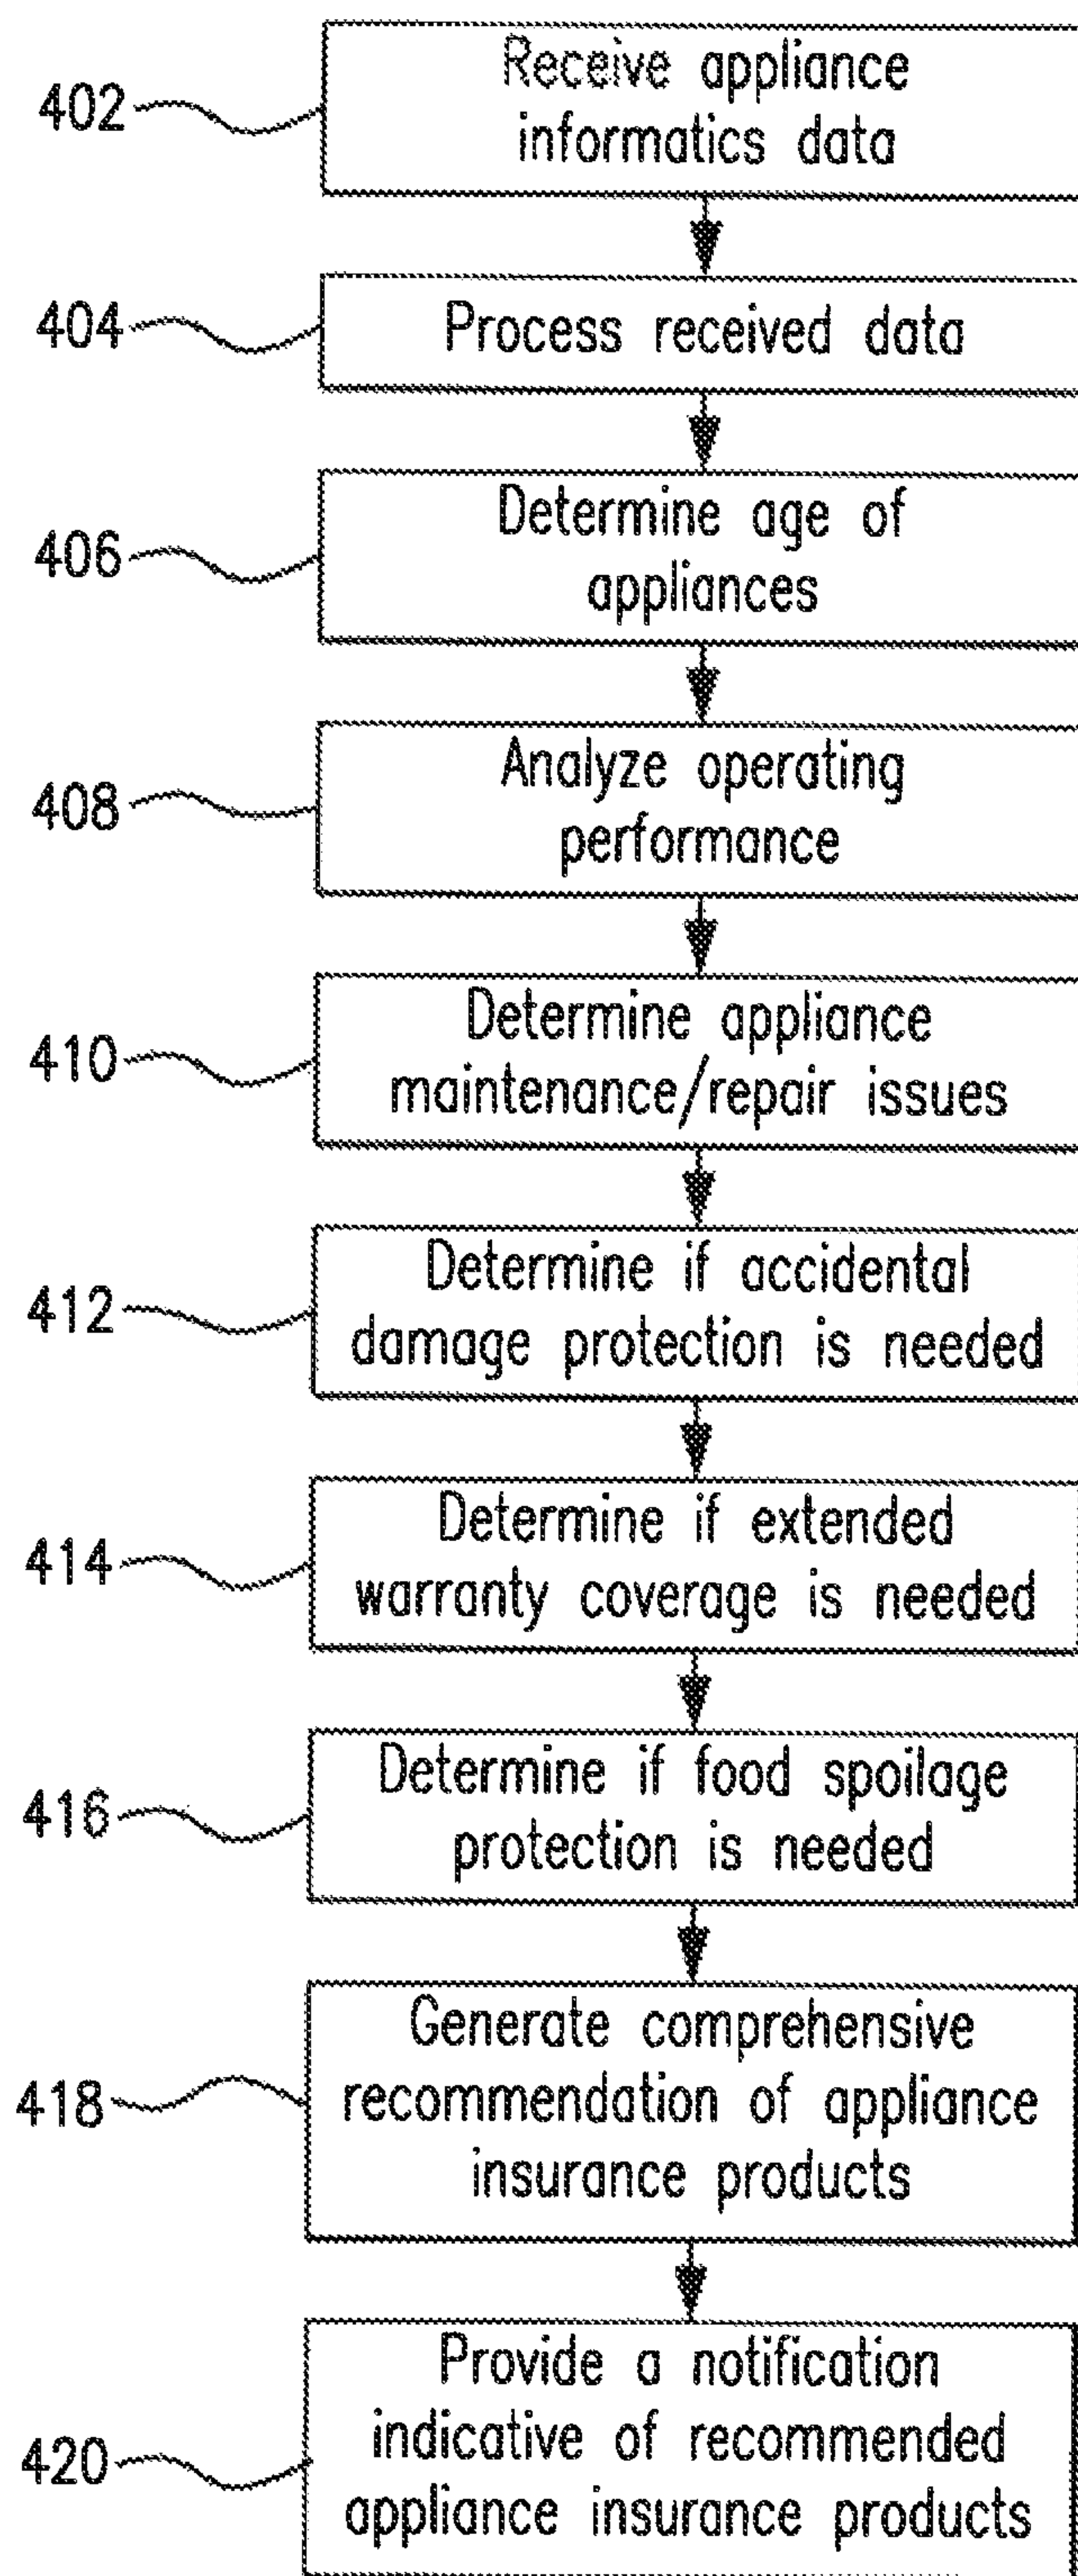 402
Receive appliance
informatics data
404
Process received data
406
Determine age of
appliances
408
Analyze operating
performance
410
Determine appliance
maintenance/repair issues
412
Determine if accidental
damage protection is needed
414
Determine if extended
warranty coverage is needed
416
Determine if food spoilage
protection is needed
418
Generate comprehensive
recommendation of appliance
insurance products
420
Provide a notification
indicative of recommended
appliance insurance products